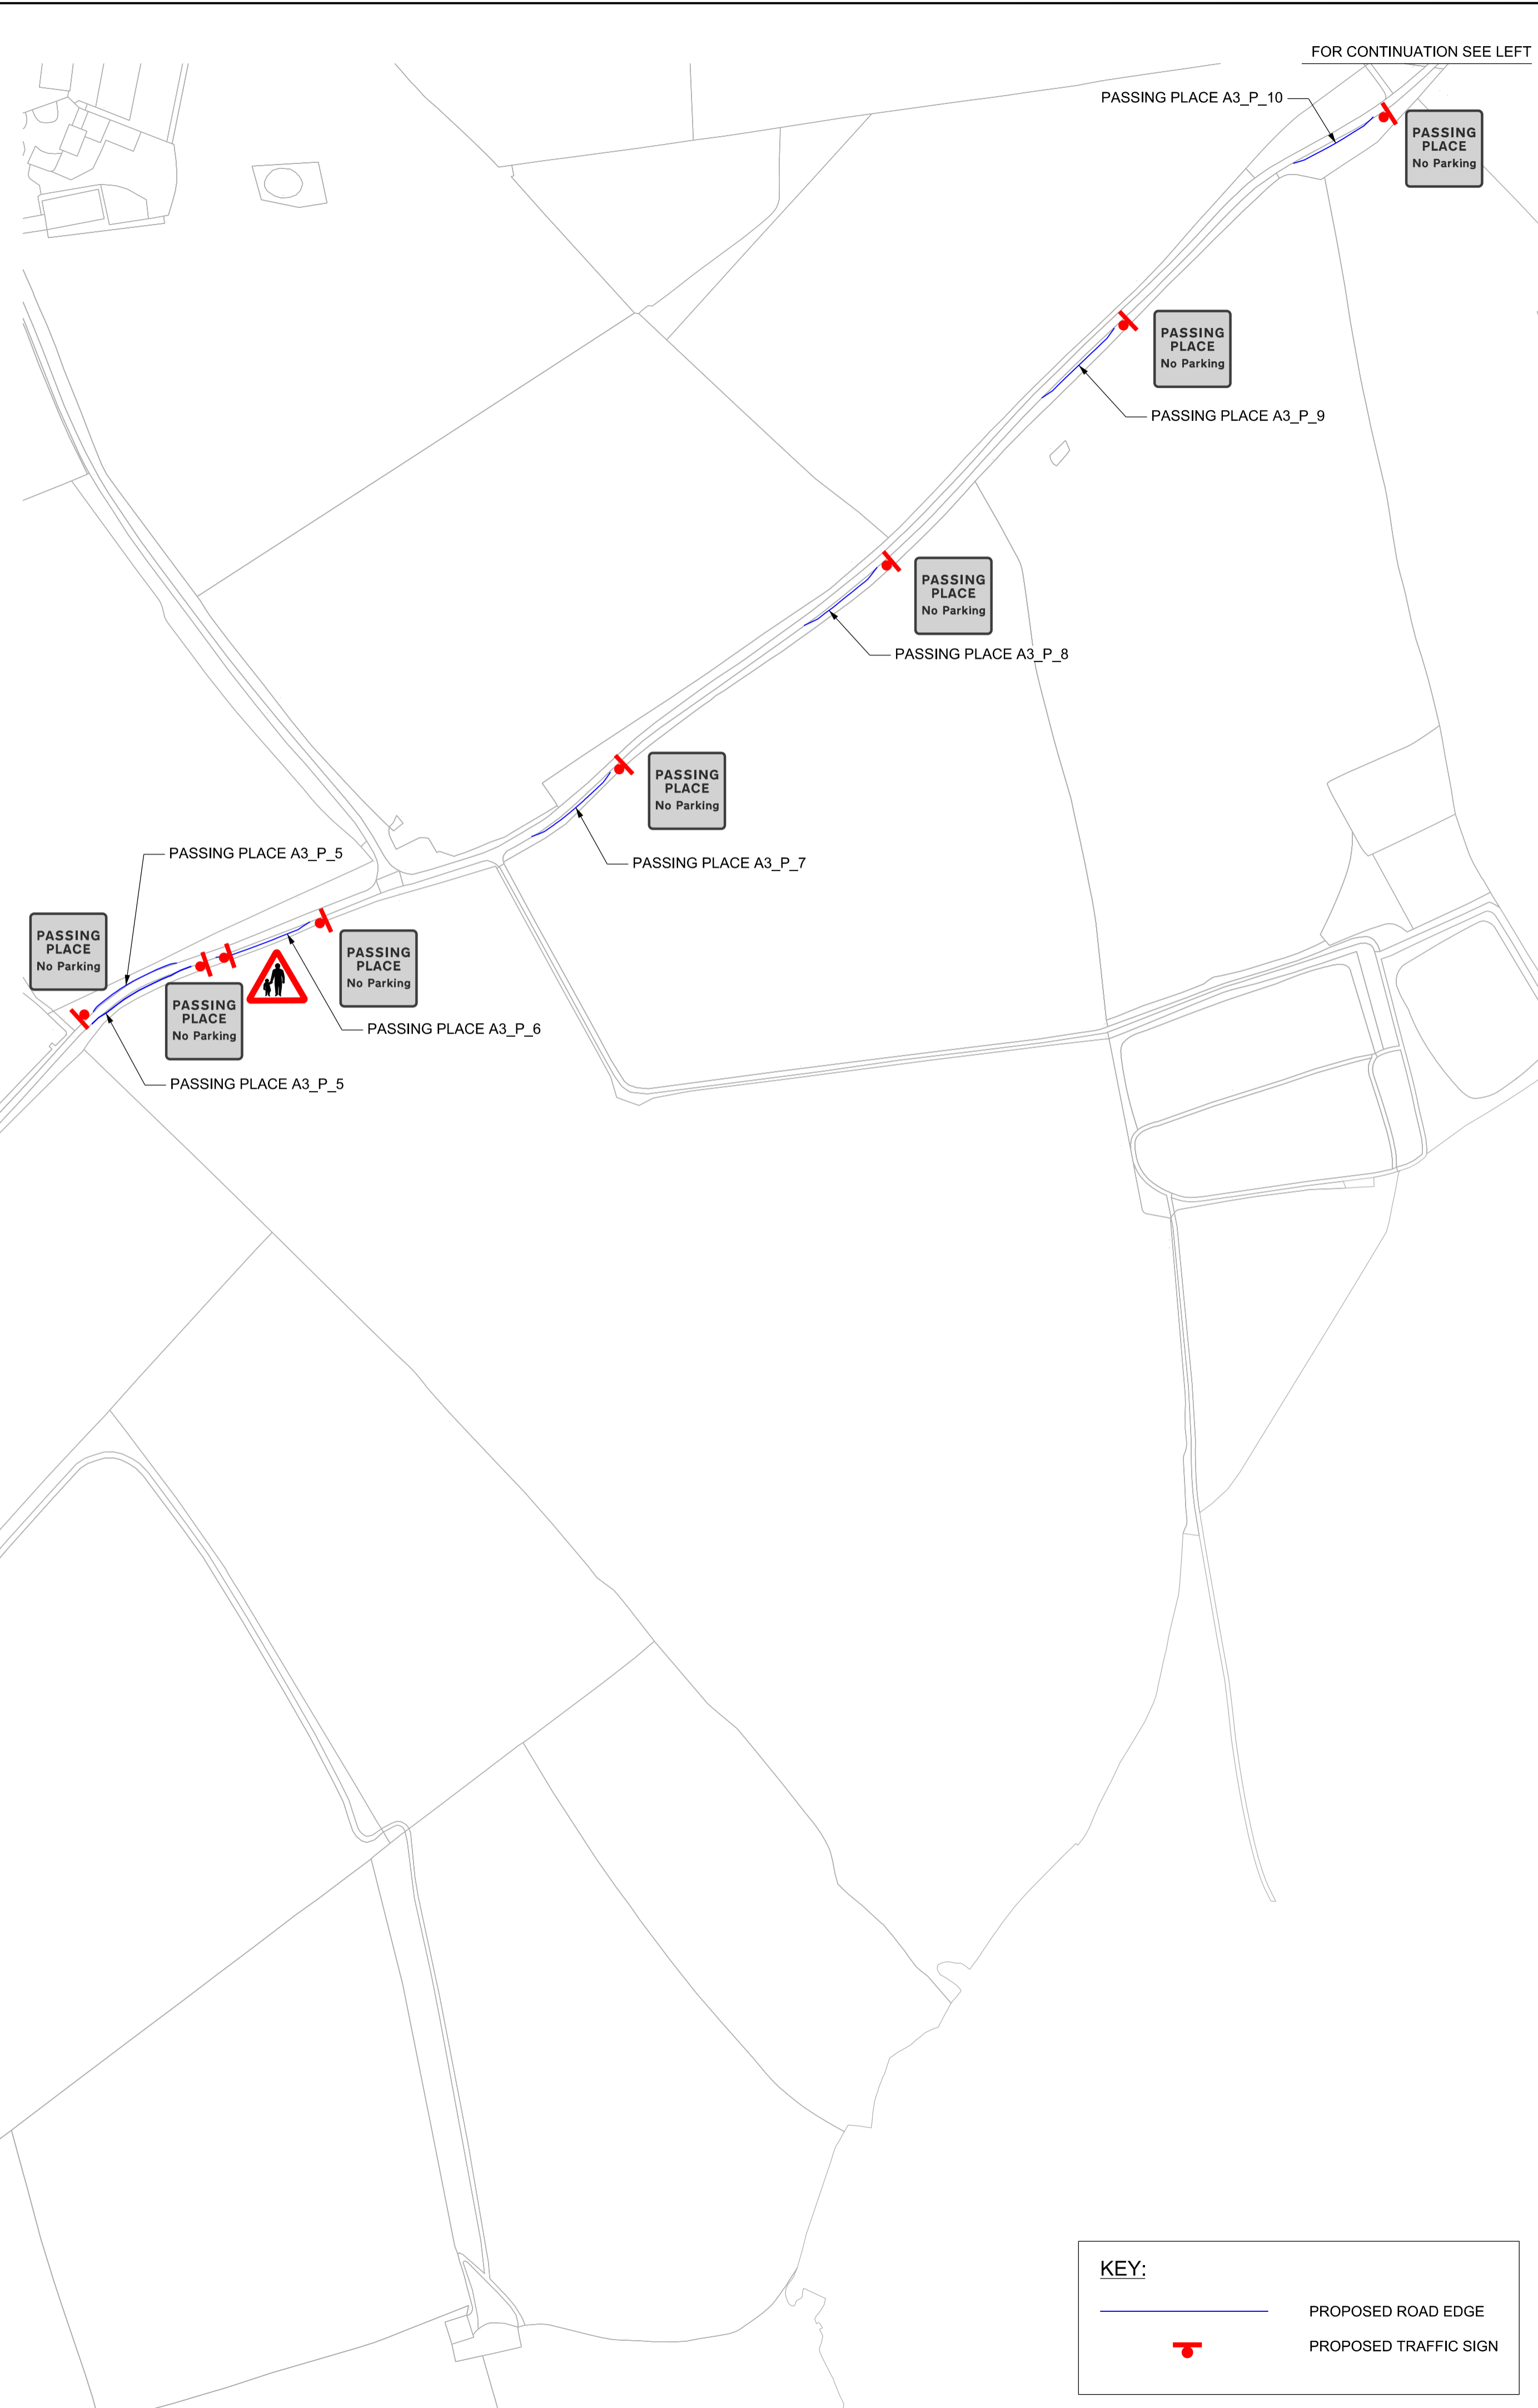 FOR CONTINUATION SEE LEFT
PASSING PLACE A3_P_10
PASSING
PLACE
No Parking
PASSING
PLACE
No Parking
PASSING PLACE A3_P_9
PASSING
PLACE
No Parking
PASSING PLACE A3_P_8
PASSING
PLACE
No Parking
PASSING PLACE A3_P_7
PASSING PLACE A3_P_5
PASSING
PLACE
No Parking
PASSING
PLACE
No Parking
PASSING
PLACE
No Parking
PASSING PLACE A3_P_6
PASSING PLACE A3_P_5
KEY:
PROPOSED ROAD EDGE
PROPOSED TRAFFIC SIGN